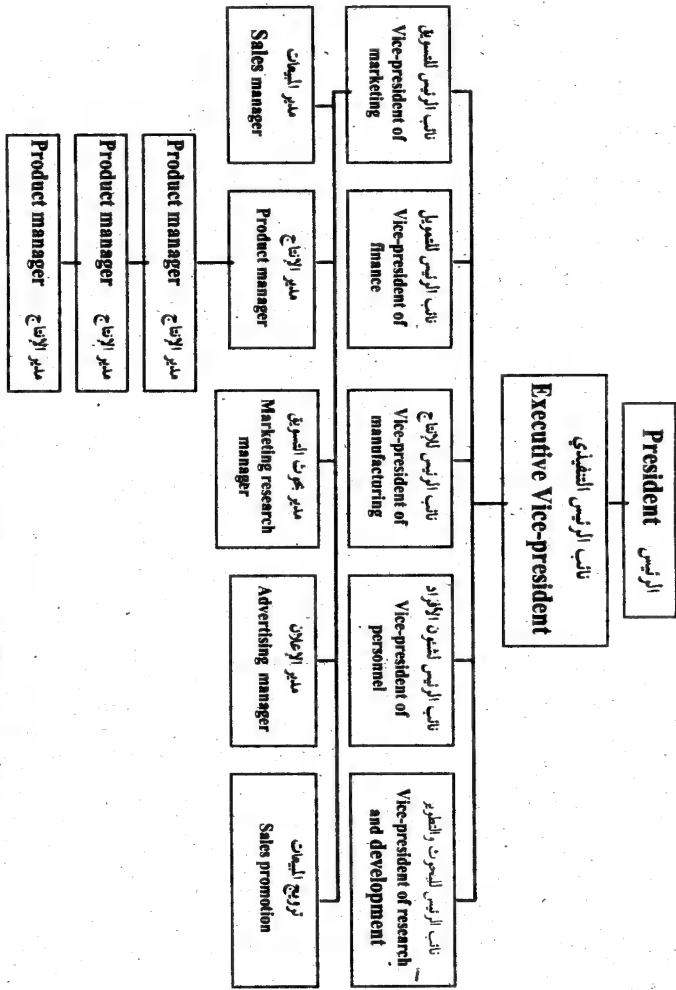 President الرئيس
نائب الرئيس التنفيذي
Executive Vice-president
نائب الرئيس للتسويق
Vice-president of
marketing
نائب الرئيس للتمويل
Vice-president of
finance
نائب الرئيس للإنتاج
Vice-president of
manufacturing
نائب الرئيس لشئون الأفراد
Vice-president of
personnel
نائب الرئيس للبحوث والتطوير
Vice-president of research
and development
مدير المبيعات
Sales manager
مدير الإنتاج
Product manager
مدير بحوث التسويق
Marketing research
manager
مدير الإعلان
Advertising manager
ترويج المبيعات
Sales promotion
Product manager مدير الإنتاج
Product manager مدير الإنتاج
Product manager مدير الإنتاج